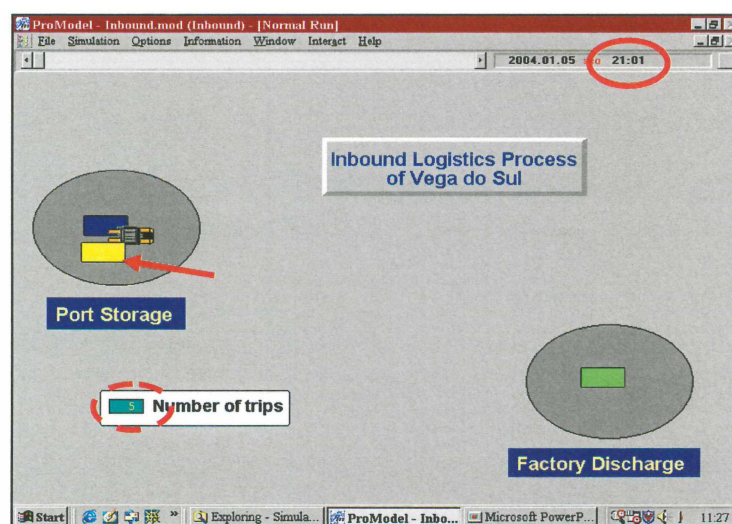 ProModel - Inbound.mod (Inbound) - [Normal Run]
File Simulation Options Information Window Interact Help
2004.01.05 21:01
Inbound Logistics Process
of Vega do Sul
Port Storage
5 Number of trips
Factory Discharge
Start » Exploring - Simula... ProModel - Inbo... Microsoft PowerP... 11:27